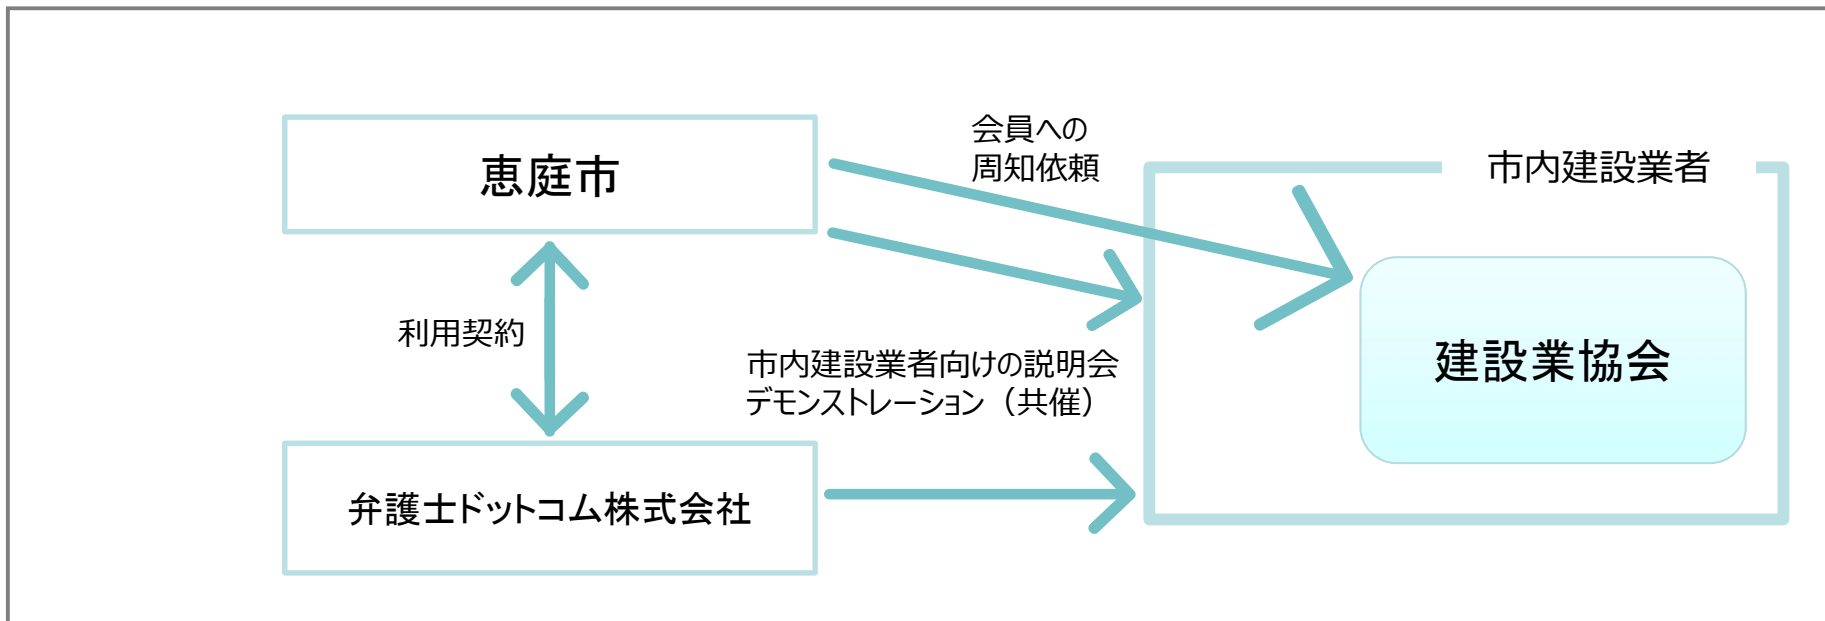 会員への
周知依頼
市内建設業者
恵庭市
利用契約
市内建設業者向けの説明会
デモンストレーション（共催）
建設業協会
弁護士ドットコム株式会社